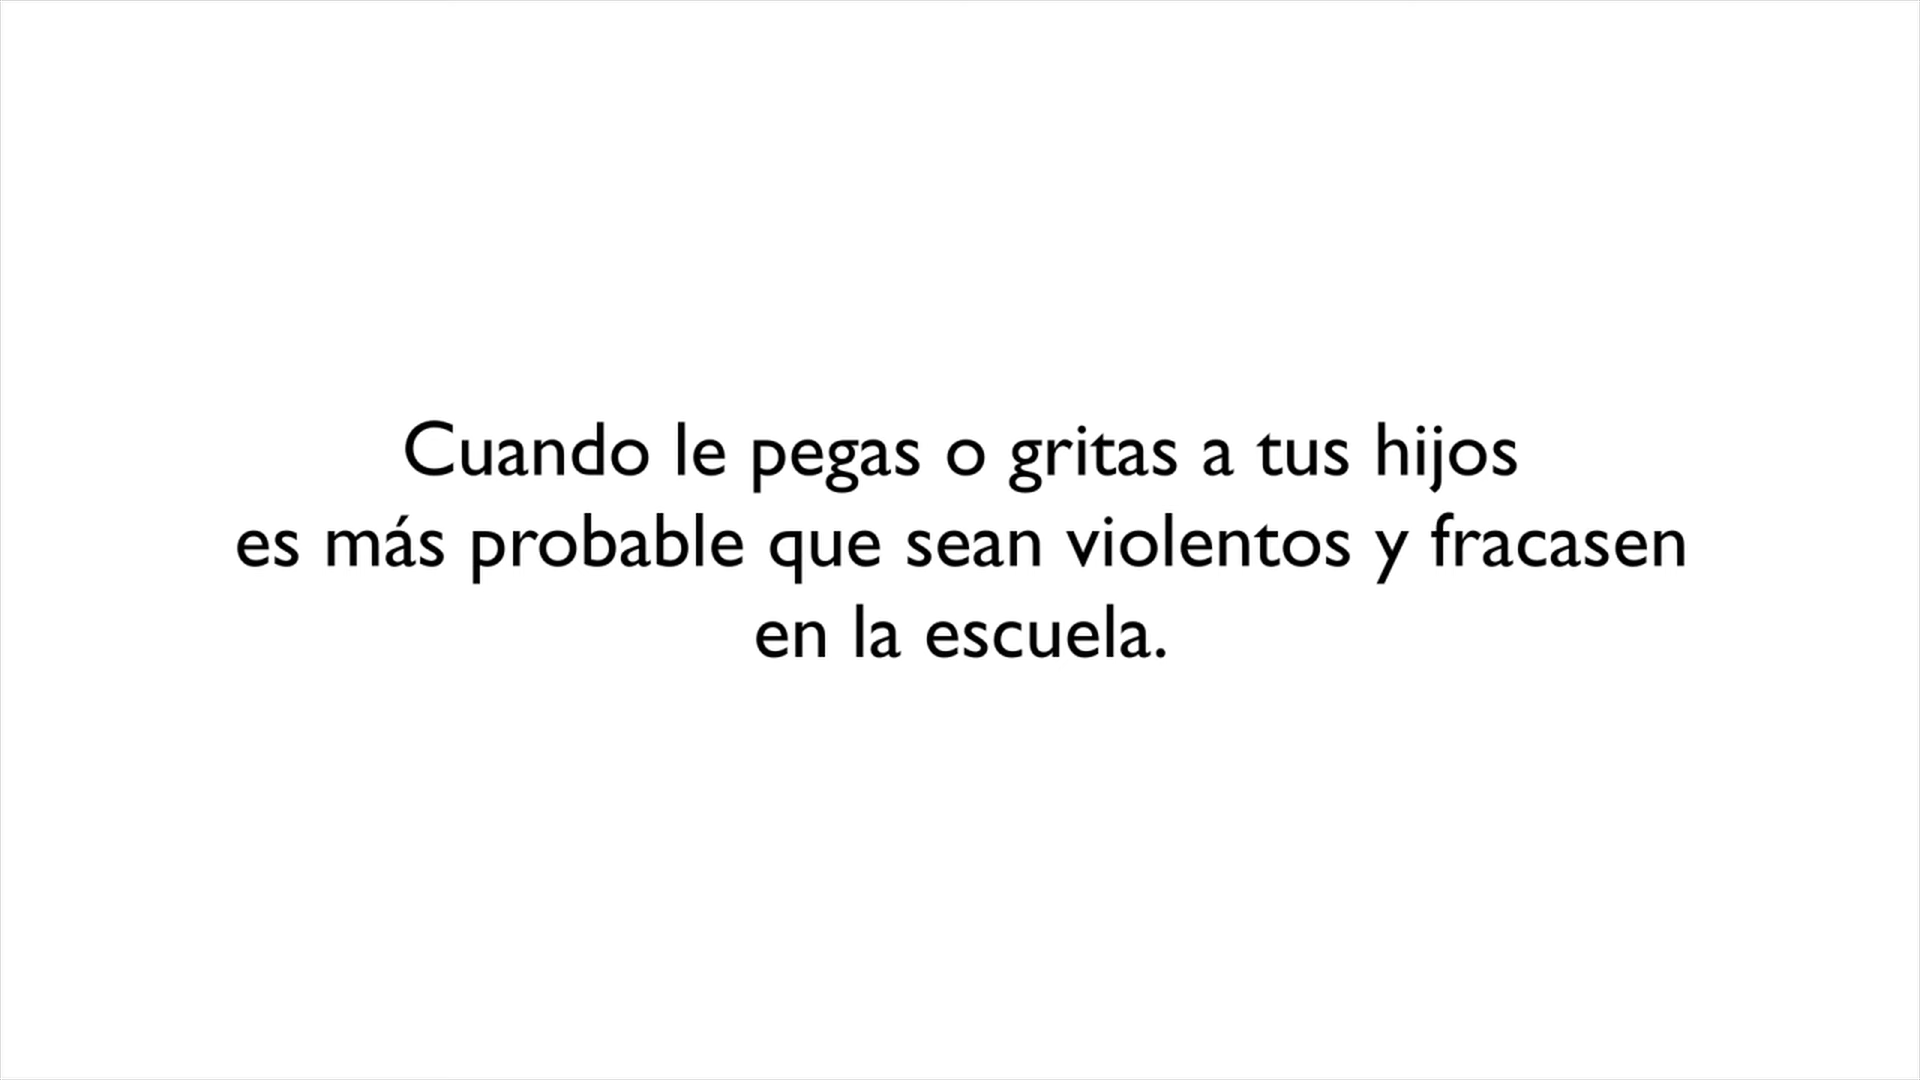 Cuando le pegas o gritas a tus hijos
es más probable que sean violentos y fracasen
en la escuela.